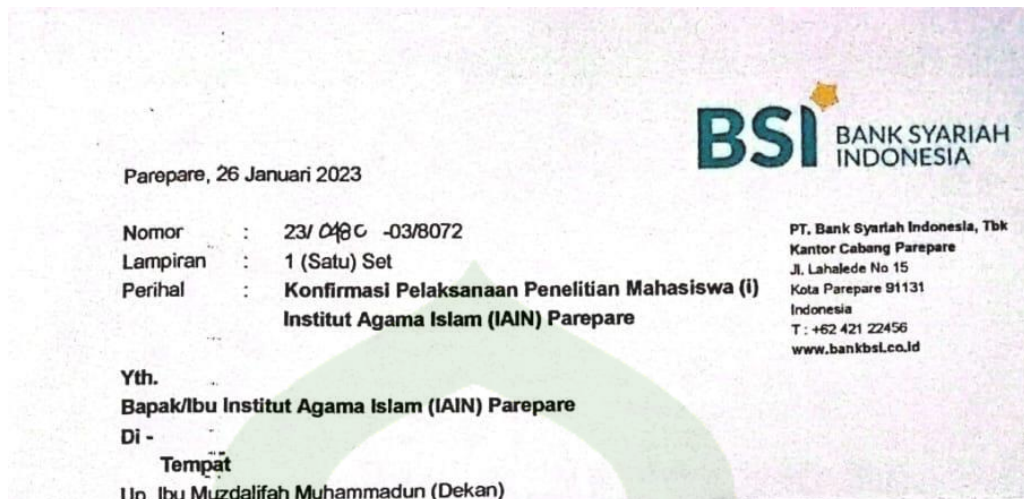 BSI BANK SYARIAH
INDONESIA
Parepare, 26 Januari 2023
Nomor : 23/ -03/8072
Lampiran : 1 (Satu) Set
Perihal : Konfirmasi Pelaksanaan Penelitian Mahasiswa (i)
Institut Agama Islam (IAIN) Parepare
PT. Bank Syariah Indonesia, Tbk
Kantor Cabang Parepare
Jl. Lahalede No 15
Kota Parepare 91131
Indonesia
T : +62 421 22456
www.bankbsi.co.id
Yth.
Bapak/Ibu Institut Agama Islam (IAIN) Parepare
Di -
Tempat
Up. Ibu Muzdalifah Muhammadun (Dekan)